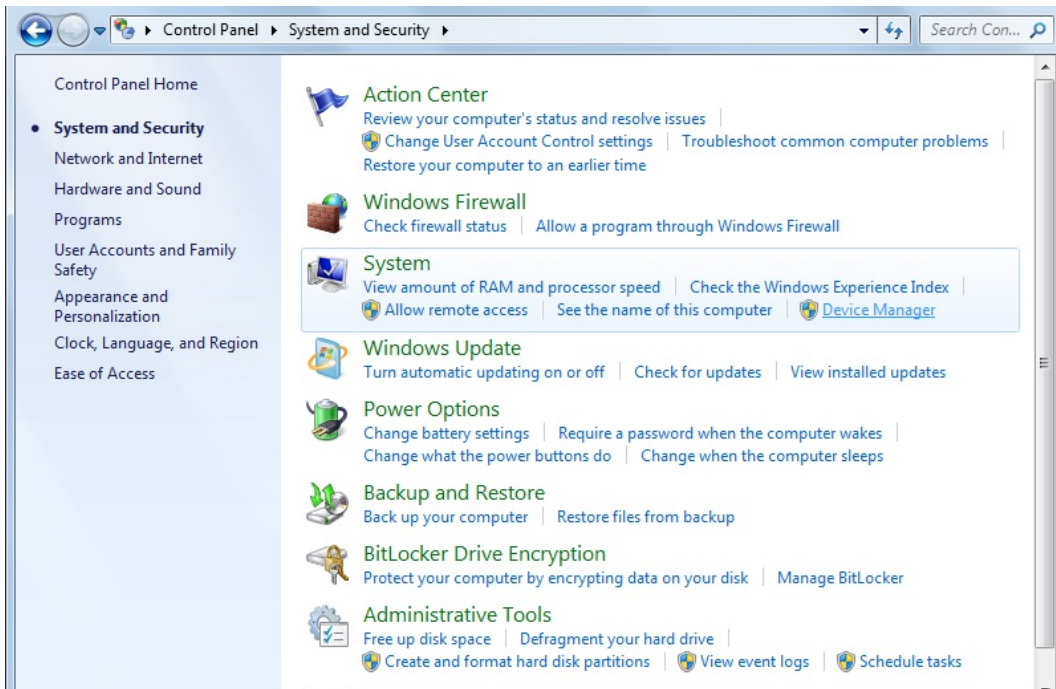 Control Panel System and Security Search Con...
Control Panel Home
System and Security
Network and Internet
Hardware and Sound
Programs
User Accounts and Family
Safety
Appearance and
Personalization
Clock, Language, and Region
Ease of Access
Action Center
Review your computer's status and resolve issues
Change User Account Control settings Troubleshoot common computer problems
Restore your computer to an earlier time
Windows Firewall
Check firewall status Allow a program through Windows Firewall
System
View amount of RAM and processor speed Check the Windows Experience Index
Allow remote access See the name of this computer Device Manager
Windows Update
Turn automatic updating on or off Check for updates View installed updates
Power Options
Change battery settings Require a password when the computer wakes
Change what the power buttons do Change when the computer sleeps
Backup and Restore
Back up your computer Restore files from backup
BitLocker Drive Encryption
Protect your computer by encrypting data on your disk Manage BitLocker
Administrative Tools
Free up disk space Defragment your hard drive
Create and format hard disk partitions View event logs Schedule tasks